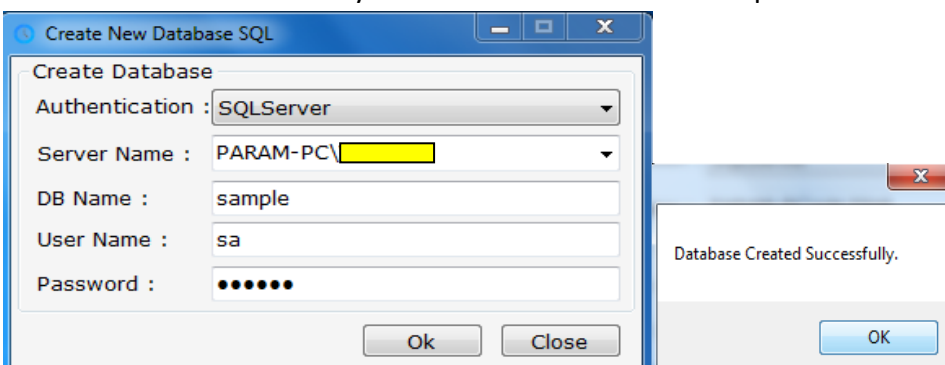 Create New Database SQL
Create Database
Authentication : SQLServer
Server Name : PARAM-PC\
DB Name : sample
User Name : sa
Password : ●●●●●●
Ok Close
Database Created Successfully.
OK